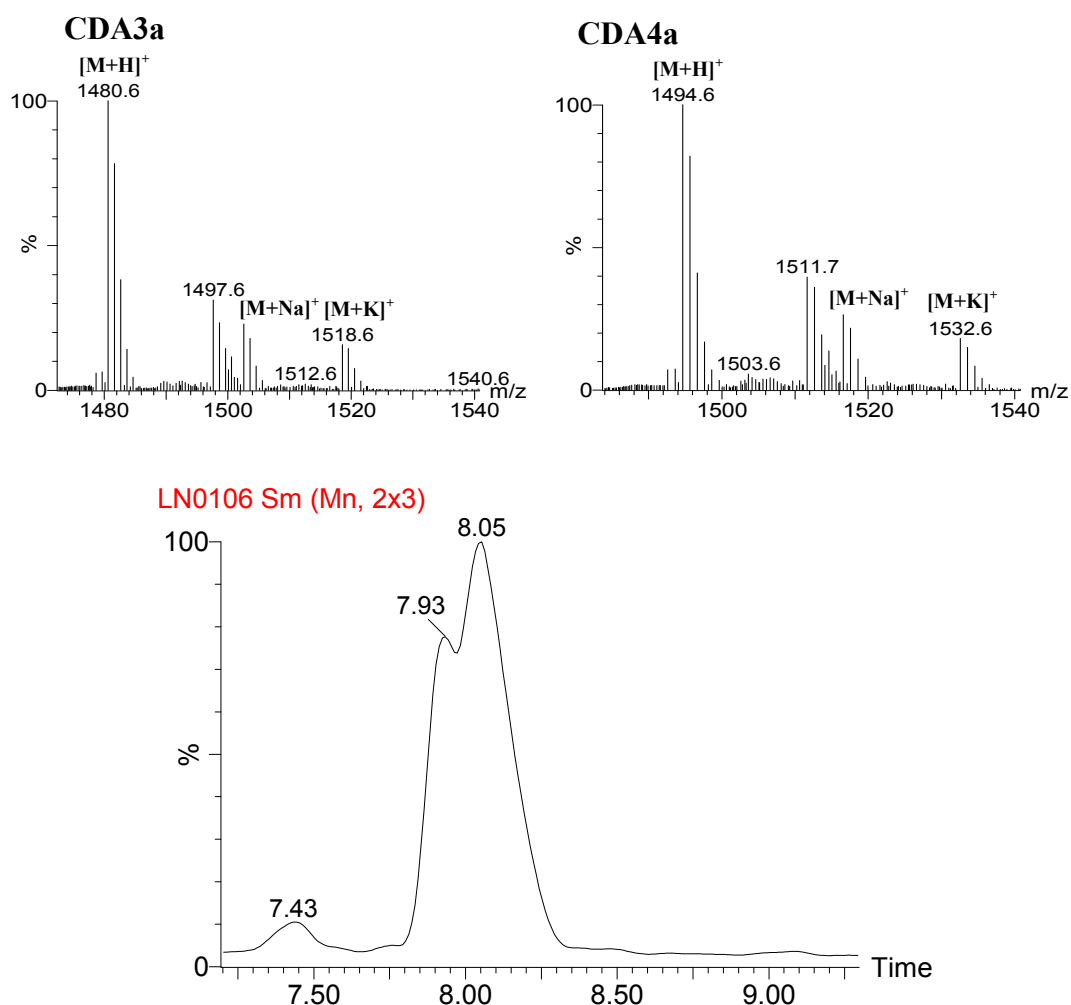 CDA3a
[M+H]+
1480.6
100
%
0
1497.6
[M+Na]+ [M+K]+
1518.6
1512.6
1540.6
1480 1500 1520 1540 m/z
CDA4a
[M+H]+
1494.6
100
%
0
1511.7
[M+Na]+
[M+K]+
1532.6
1503.6
1500 1520 1540 m/z
LN0106 Sm (Mn, 2x3)
8.05
100
7.93
%
7.43
0
Time
7.50 8.00 8.50 9.00